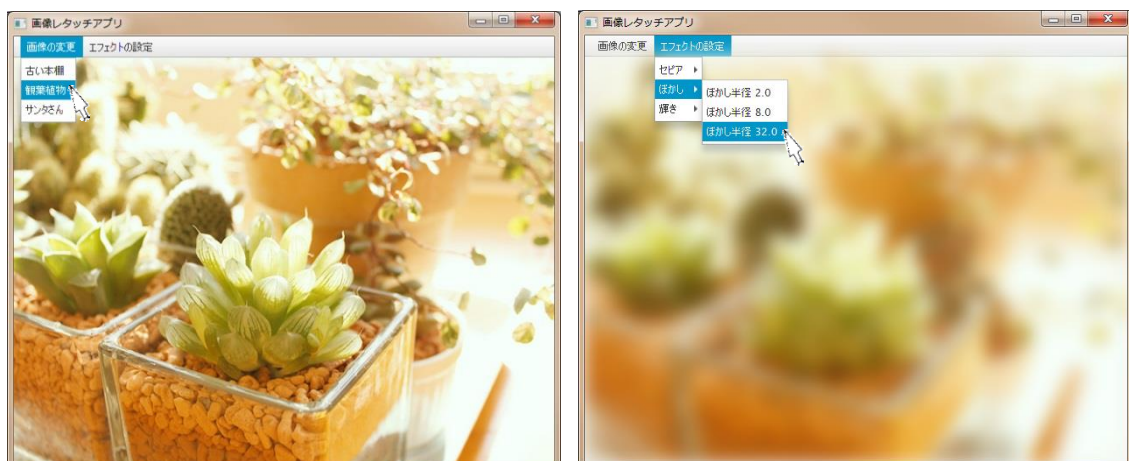 画像レタッチアプリ
画像の変更 エフェクトの設定
古い本棚
観葉植物
サンタさん
画像レタッチアプリ
画像の変更 エフェクトの設定
セピア
ぼかし
輝き
ぼかし半径 2.0
ぼかし半径 8.0
ぼかし半径 32.0